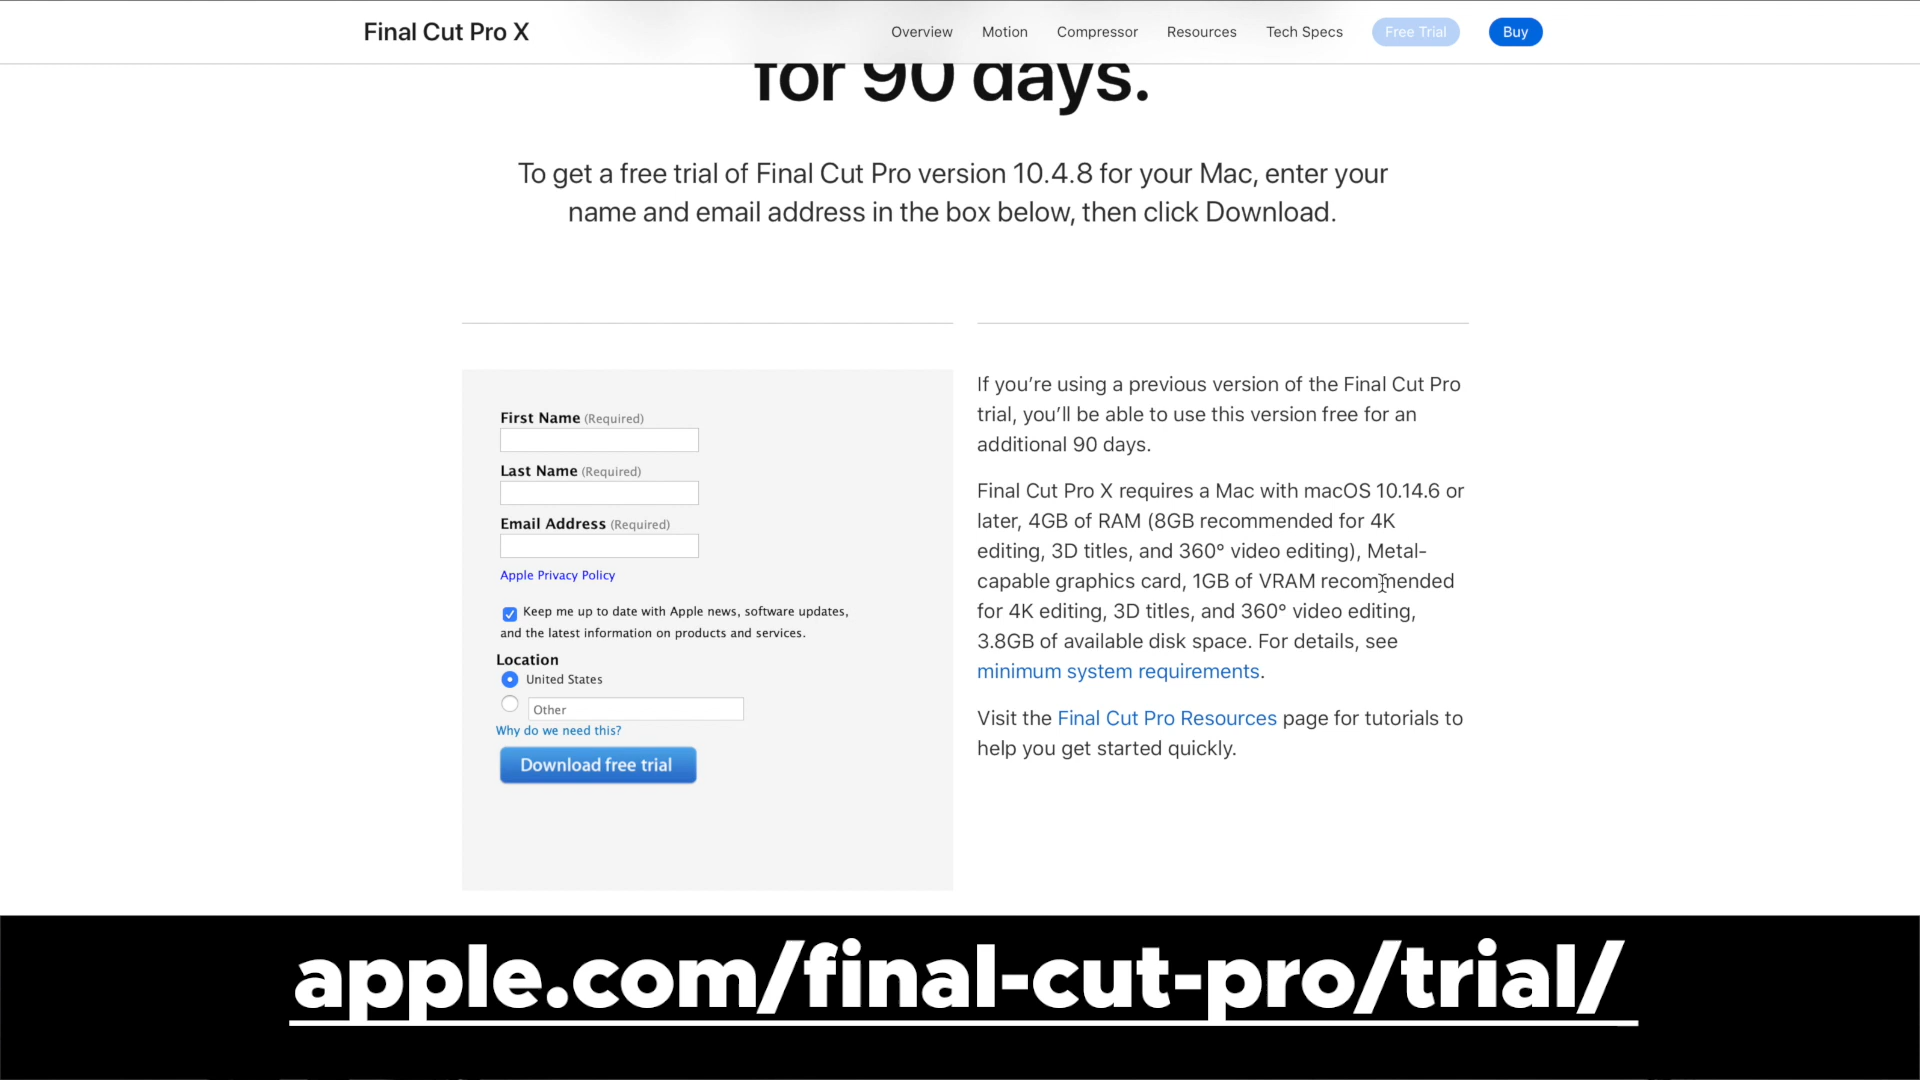 Final Cut Pro X
Overview
Motion
Compressor
Resources
Tech Specs
Free Trial
Buy
for 90 days.
To get a free trial of Final Cut Pro version 10.4.8 for your Mac, enter your
name and email address in the box below, then click Download.
First Name (Required)
Last Name (Required)
Email Address (Required)
Apple Privacy Policy
Keep me up to date with Apple news, software updates,
and the latest information on products and services.
Location
United States
Other
Why do we need this?
Download free trial
If you’re using a previous version of the Final Cut Pro
trial, you’ll be able to use this version free for an
additional 90 days.
Final Cut Pro X requires a Mac with macOS 10.14.6 or
later, 4GB of RAM (8GB recommended for 4K
editing, 3D titles, and 360° video editing), Metal-
capable graphics card, 1GB of VRAM recommended
for 4K editing, 3D titles, and 360° video editing,
3.8GB of available disk space. For details, see
minimum system requirements.
Visit the Final Cut Pro Resources page for tutorials to
help you get started quickly.
apple.com/final-cut-pro/trial/